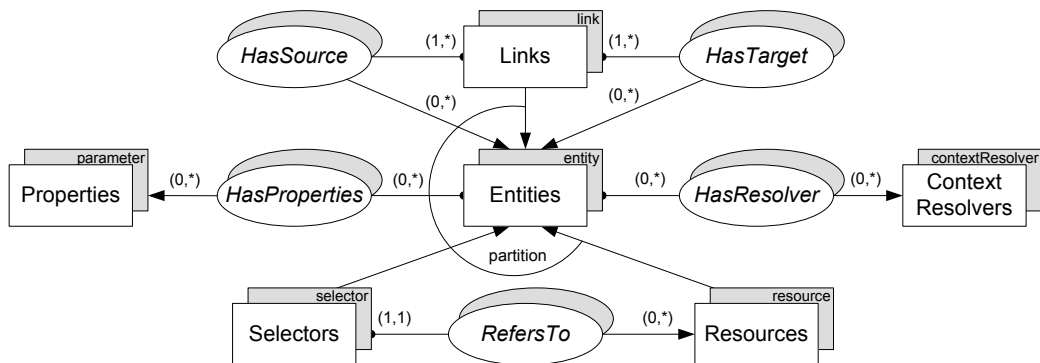 link
HasSource
(1,*)
Links
(1,*)
HasTarget
(0,*)
(0,*)
parameter
entity
contextResolver
Properties
(0,*)
HasProperties
(0,*)
Entities
(0,*)
HasResolver
(0,*)
Context
Resolvers
partition
selector
resource
Selectors
(1,1)
RefersTo
(0,*)
Resources